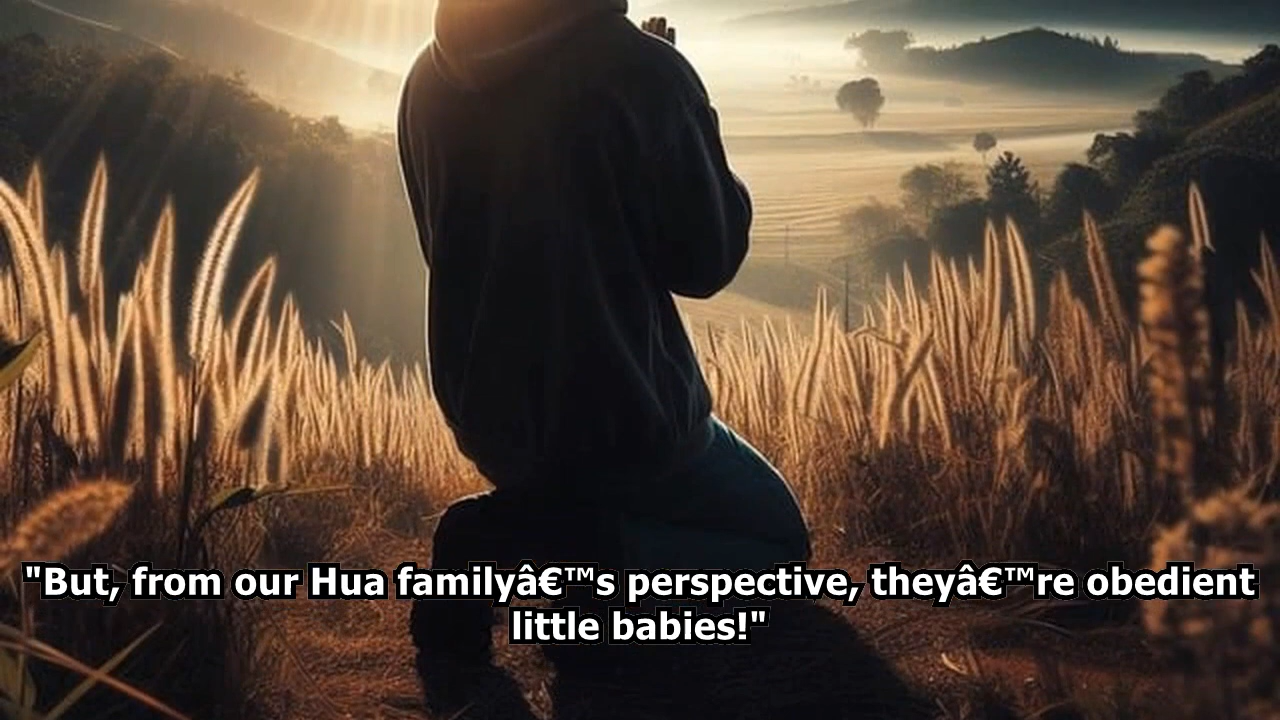 "But, from our Hua familyâ€™s perspective, theyâ€™re obedient
little babies!"